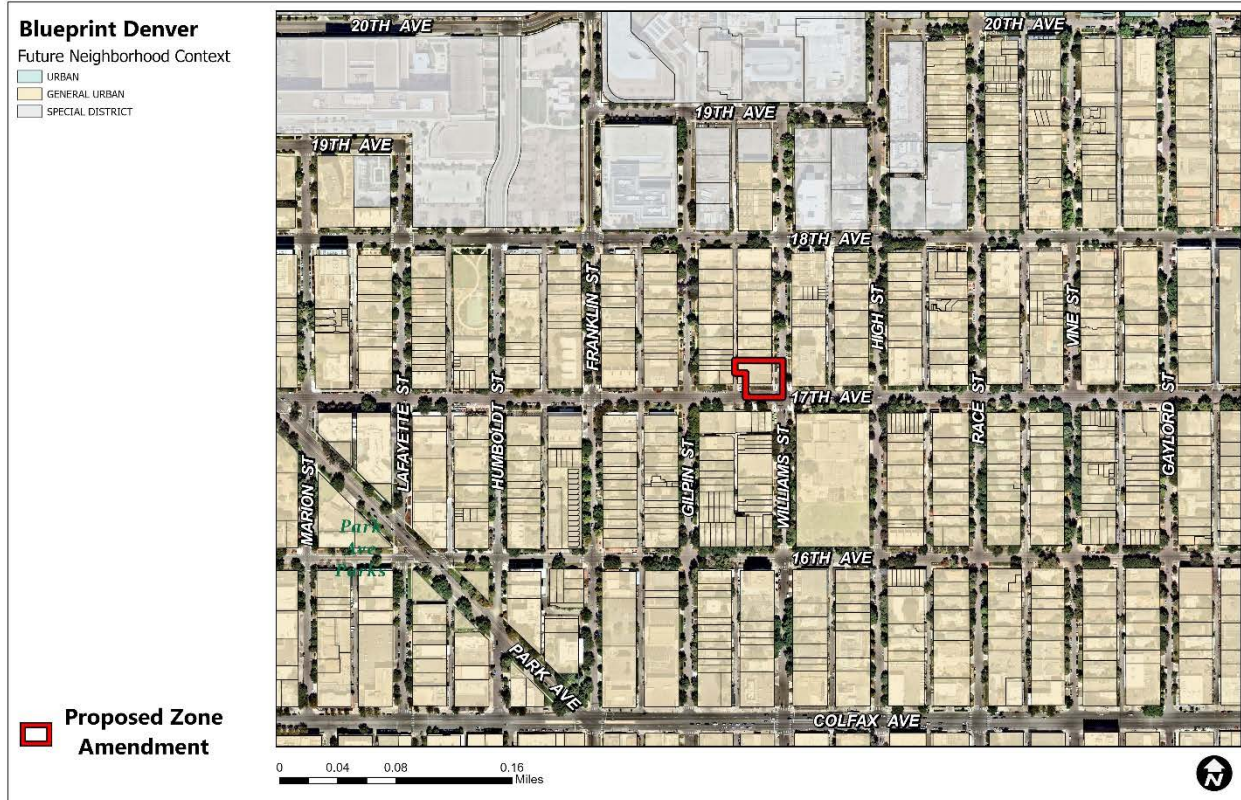 Blueprint Denver
Future Neighborhood Context
URBAN
GENERAL URBAN
SPECIAL DISTRICT
20TH AVE
20TH AVE
19TH AVE
19TH AVE
18TH AVE
FRANKLIN ST
HIGH ST
VINE ST
LAFAYETTE ST
HUMBOLDT ST
17TH AVE
RACE ST
GAYLORD ST
MARION ST
GILPIN ST
WILLIAMS ST
Park
Ave
Parks
16TH AVE
PARK AVE
COLFAX AVE
Proposed Zone
Amendment
0 0.04 0.08 0.16
Miles
N